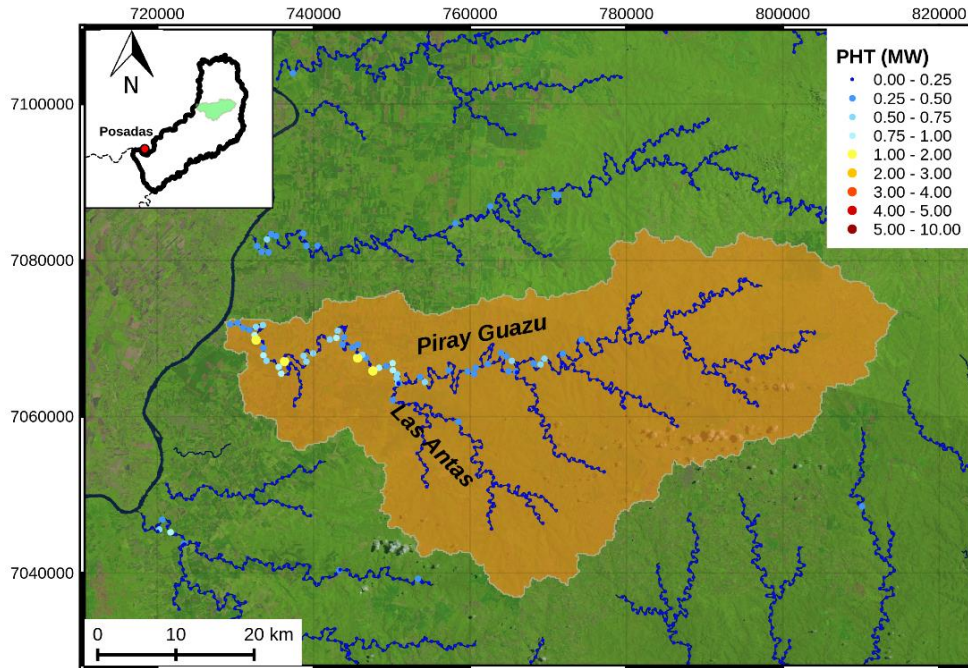 720000 740000 760000 780000 800000 820000
7100000
7080000
7060000
7040000
N
Posadas
PHT (MW)
0.00 - 0.25
0.25 - 0.50
0.50 - 0.75
0.75 - 1.00
1.00 - 2.00
2.00 - 3.00
3.00 - 4.00
4.00 - 5.00
5.00 - 10.00
Piray Guazu
Las Antas
0 10 20 km